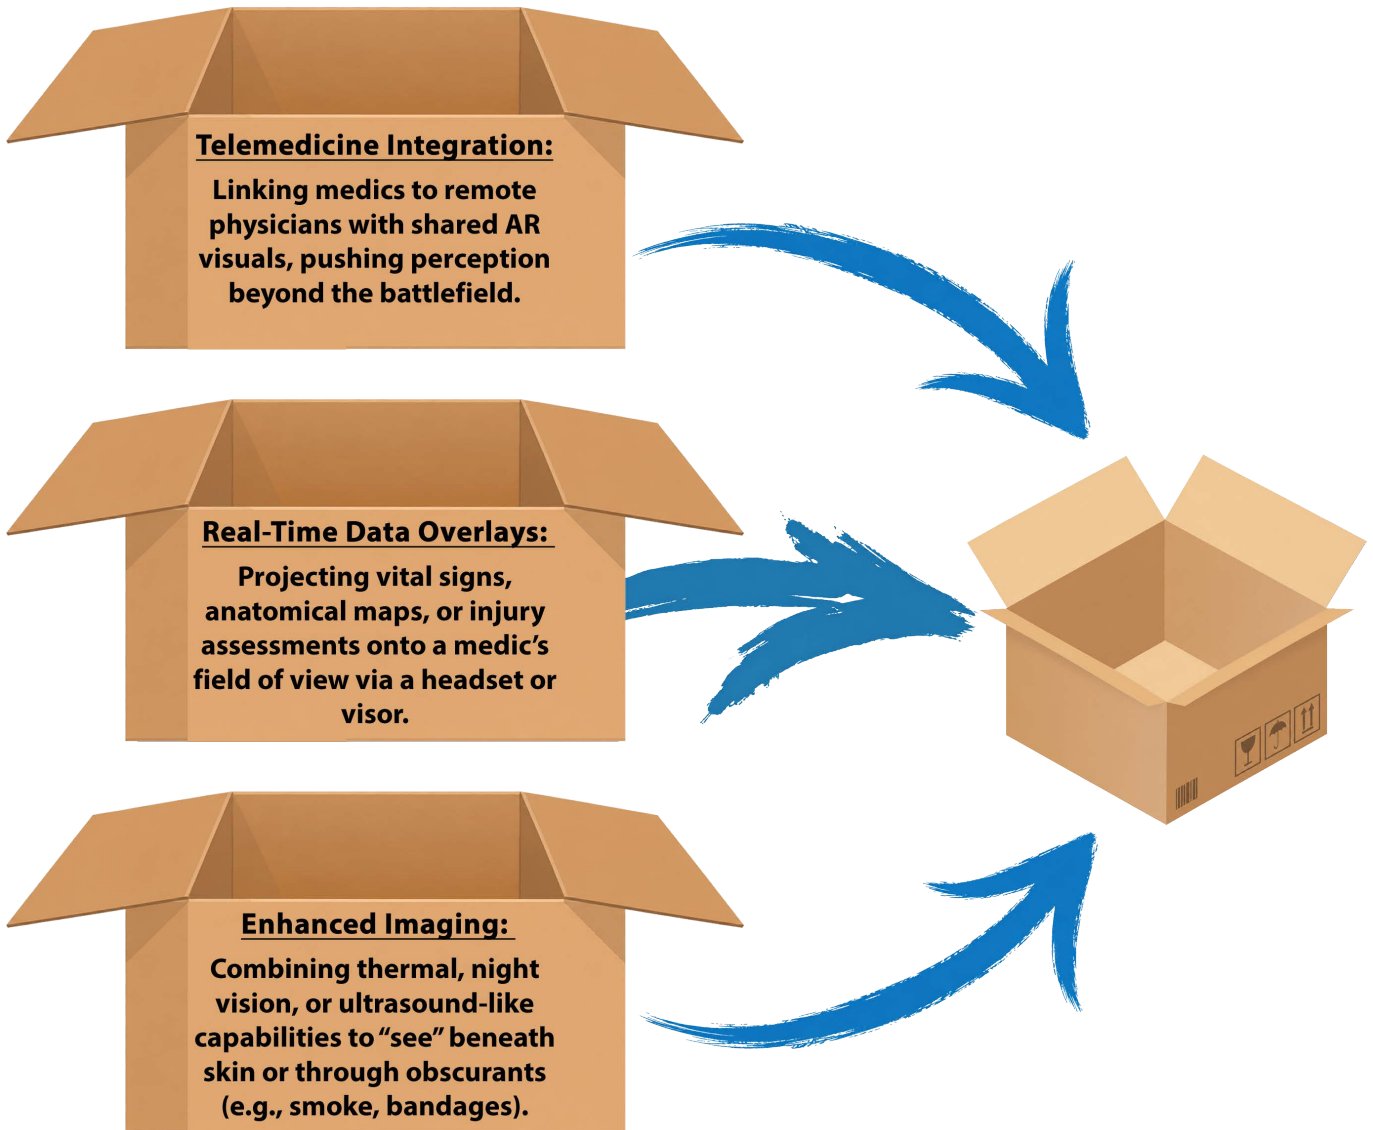 Telemedicine Integration:
Linking medics to remote
physicians with shared AR
visuals, pushing perception
beyond the battlefield.
Real-Time Data Overlays:
Projecting vital signs,
anatomical maps, or injury
assessments onto a medic’s
field of view via a headset or
visor.
Enhanced Imaging:
Combining thermal, night
vision, or ultrasound-like
capabilities to “see” beneath
skin or through obscurants
(e.g., smoke, bandages).